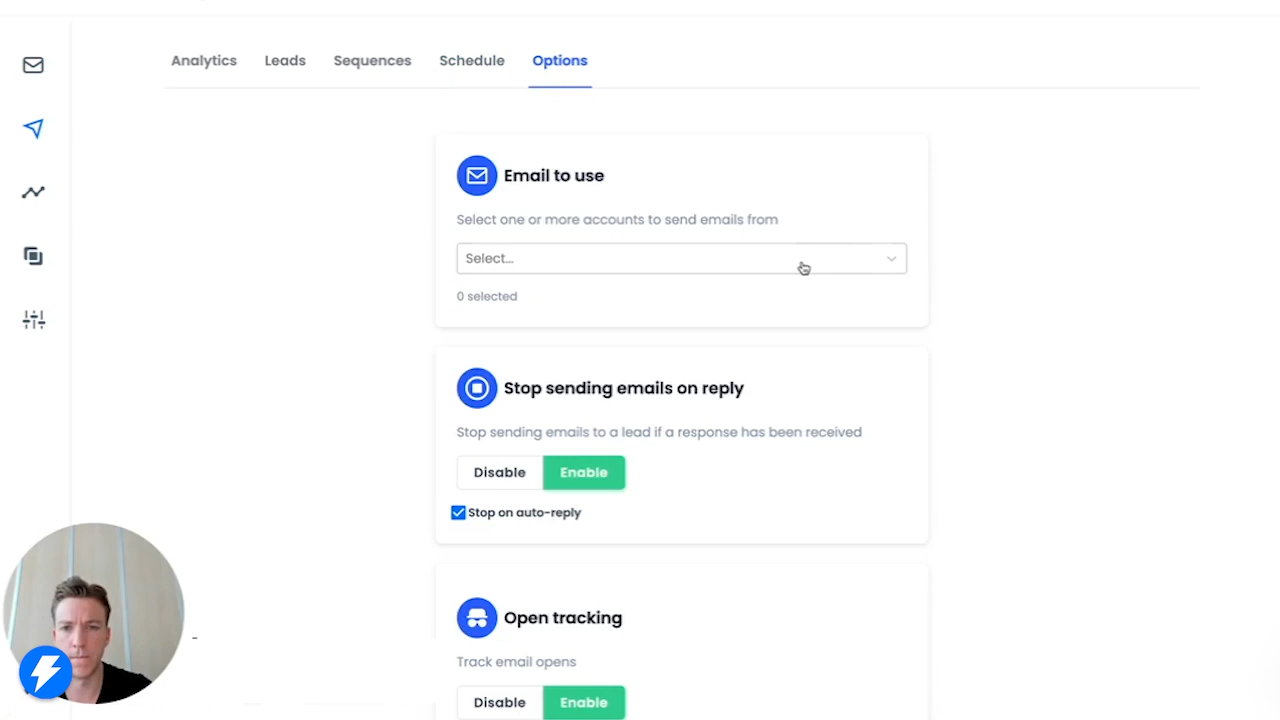 Analytics Leads Sequences Schedule Options
Email to use
Select one or more accounts to send emails from
Select...
0 selected
Stop sending emails on reply
Stop sending emails to a lead if a response has been received
Disable Enable
Stop on auto-reply
Open tracking
Track email opens
Disable Enable